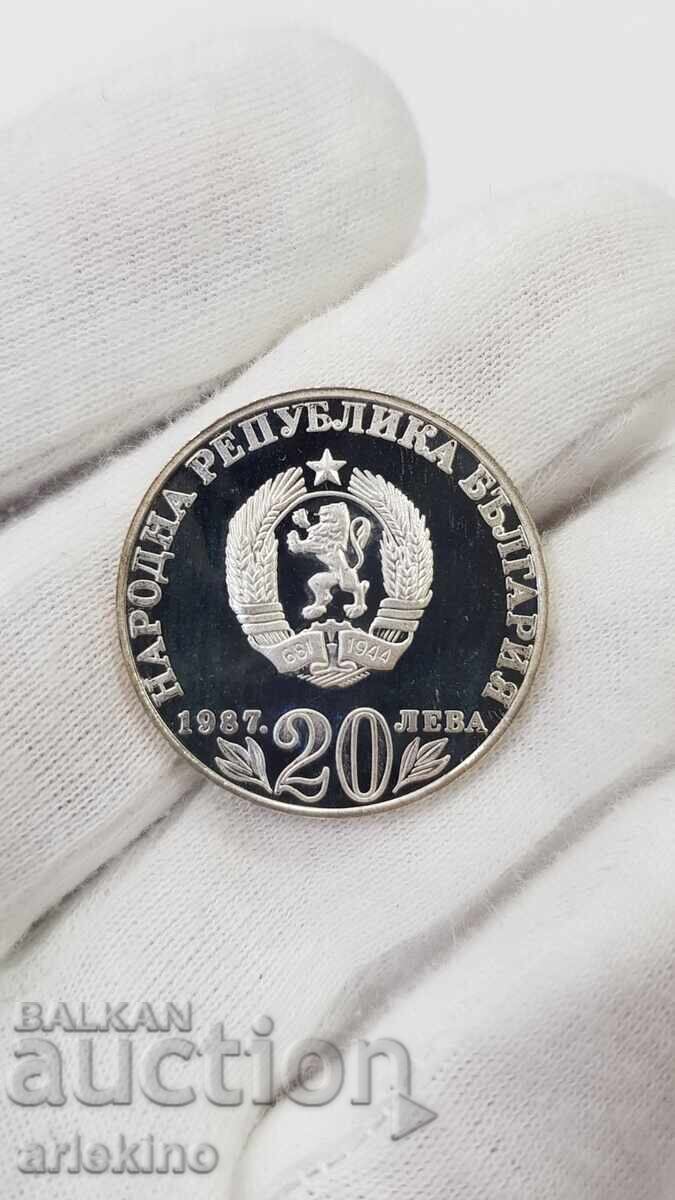 НАРОДНА РЕПУБЛИКА БЪЛГАРИЯ
681 1944
1987. 20 ЛЕВА
BALKAN
auction
arlekino